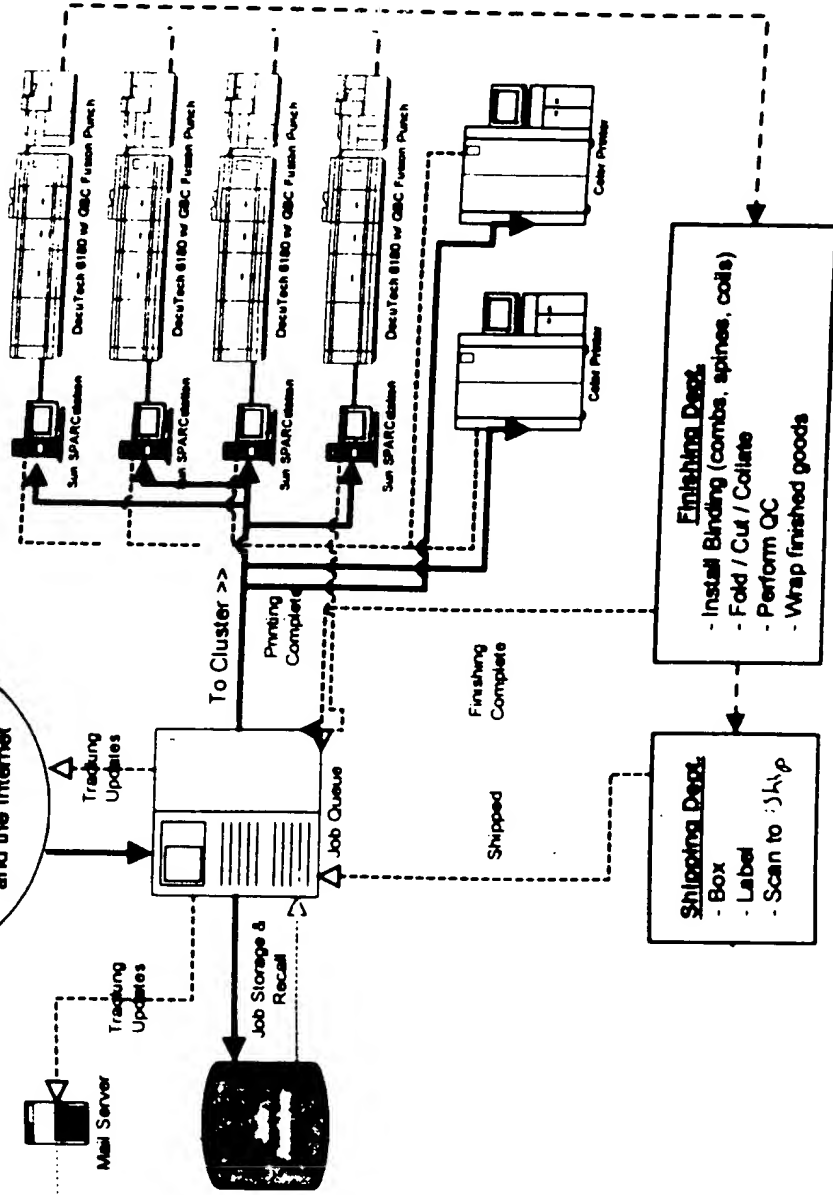 and the Internet
Mail Server
Tracking
Updates
Tracking
Updates
Job Storage &
Recall
Job Queue
To Cluster >>
Printing
Complete
Finishing
Complete
Shipped
Sun SPARCstation
DocuTech 6180 w/ GBC Fusion Punch
Sun SPARCstation
DocuTech 6180 w/ GBC Fusion Punch
Sun SPARCstation
DocuTech 6180 w/ GBC Fusion Punch
Sun SPARCstation
DocuTech 6180 w/ GBC Fusion Punch
Color Printer
Color Printer
Shipping Dept.
- Box
- Label
- Scan to ship
Finishing Dept.
- Install Binding (combs, spines, coils)
- Fold / Cut / Collate
- Perform QC
- Wrap finished goods